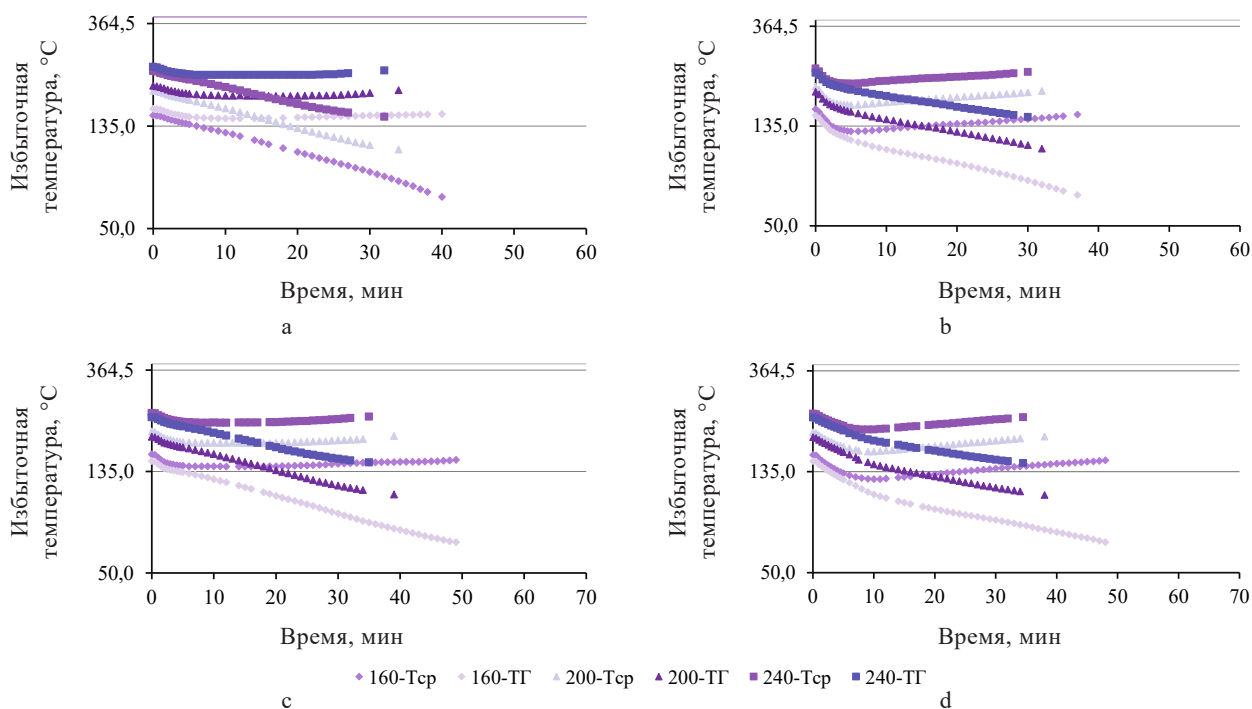 364,5
135,0
50,0
Избыточная
температура, °C
0 10 20 30 40 50 60
Время, мин
a
364,5
135,0
50,0
Избыточная
температура, °C
0 10 20 30 40 50 60
Время, мин
b
364,5
135,0
50,0
Избыточная
температура, °C
0 10 20 30 40 50 60 70
Время, мин
364,5
135,0
50,0
Избыточная
температура, °C
0 10 20 30 40 50 60 70
Время, мин
160-Тср 160-ТГ 200-Тср 200-ТГ 240-Тср 240-ТГ
c d